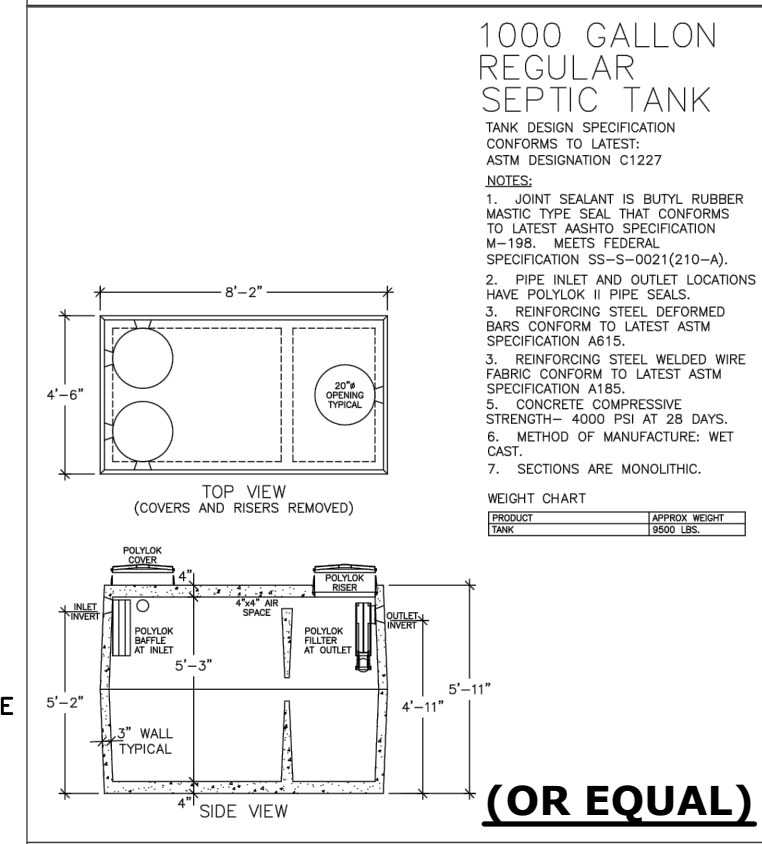 1000 GALLON
REGULAR
SEPTIC TANK
TANK DESIGN SPECIFICATION
CONFORMS TO LATEST:
ASTM DESIGNATION C1227
NOTES:
1. JOINT SEALANT IS BUTYL RUBBER
MASTIC TYPE SEAL THAT CONFORMS
TO LATEST AASHTO SPECIFICATION
M-198. MEETS FEDERAL
SPECIFICATION SS-S-0021(210-A).
2. PIPE INLET AND OUTLET LOCATIONS
HAVE POLYLOK II PIPE SEALS.
3. REINFORCING STEEL DEFORMED
BARS CONFORM TO LATEST ASTM
SPECIFICATION A615.
3. REINFORCING STEEL WELDED WIRE
FABRIC CONFORM TO LATEST ASTM
SPECIFICATION A185.
5. CONCRETE COMPRESSIVE
STRENGTH- 4000 PSI AT 28 DAYS.
6. METHOD OF MANUFACTURE: WET
CAST.
7. SECTIONS ARE MONOLITHIC.
WEIGHT CHART
PRODUCT APPROX WEIGHT
TANK 9500 LBS.
8'-2"
4'-6"
20"ø
OPENING
TYPICAL
TOP VIEW
(COVERS AND RISERS REMOVED)
POLYLOK
COVER
4"
POLYLOK
RISER
INLET
INVERT
4"x4" AIR
SPACE
OUTLET
INVERT
POLYLOK
BAFFLE
AT INLET
POLYLOK
FILLTER
AT OUTLET
5'-3"
5'-2"
4'-11"
5'-11"
3" WALL
TYPICAL
4"
SIDE VIEW
E
(OR EQUAL)